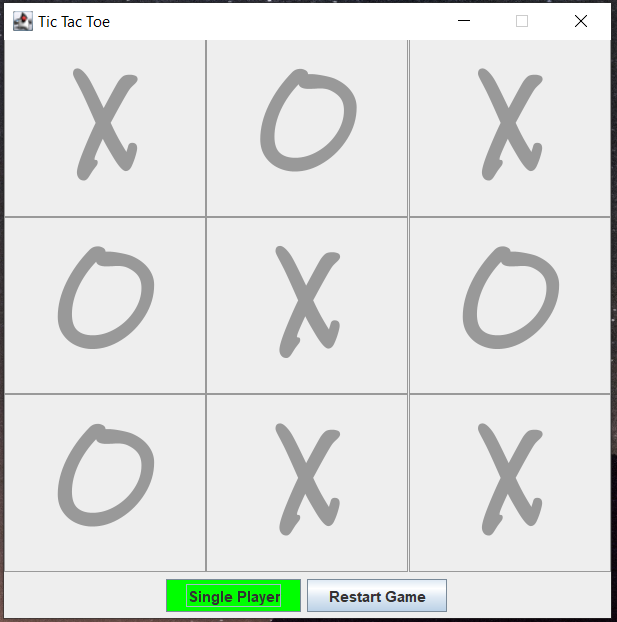 Tic Tac Toe
X O X
O X O
O X X
Single Player Restart Game